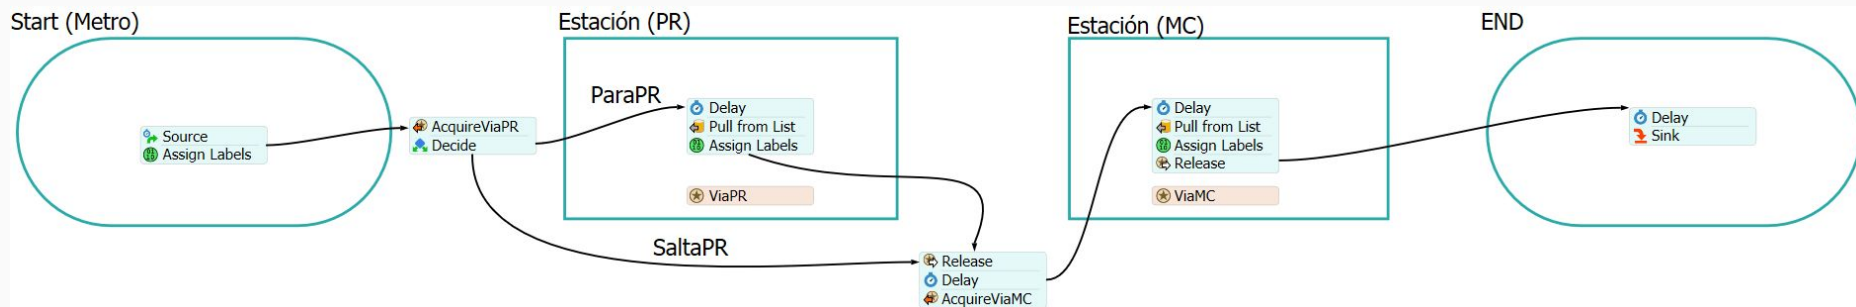 Start (Metro)
Source
Assign Labels
AcquireViaPR
Decide
ParaPR
SaltaPR
Estación (PR)
Delay
Pull from List
Assign Labels
ViaPR
Release
Delay
AcquireViaMC
Estación (MC)
Delay
Pull from List
Assign Labels
Release
ViaMC
END
Delay
Sink